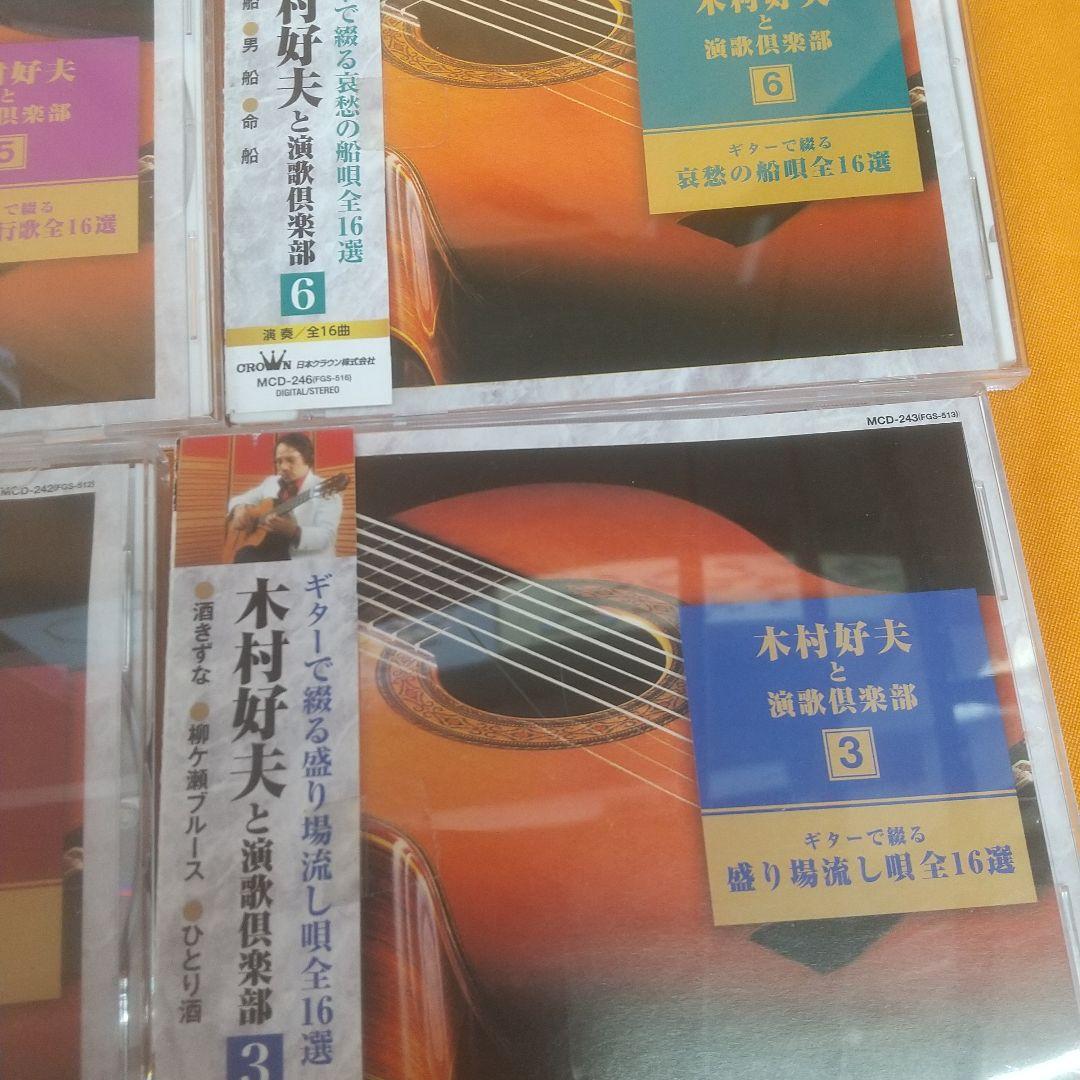 村好夫
と
倶楽部
5
で綴る
行歌全16選
で綴る哀愁の船唄全16選
村好夫と演歌倶楽部
6
船●男船●命船
演奏/全16曲
CROWN 日本クラウン株式会社
MCD-246(FGS-516)
DIGITAL/STEREO
木村好夫
と
演歌倶楽部
6
ギターで綴る
哀愁の船唄全16選
MCD-242(FGS-512)
ギターで綴る盛り場流し唄全16選
木村好夫と演歌倶楽部
3
●酒きずな ●柳ケ瀬ブルース ●ひとり酒
MCD-243(FGS-513)
木村好夫
と
演歌倶楽部
3
ギターで綴る
盛り場流し唄全16選